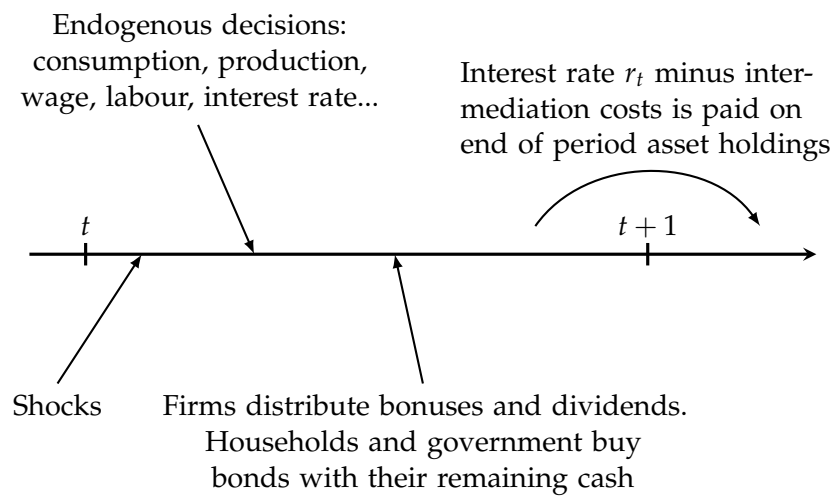 Endogenous decisions:
consumption, production,
wage, labour, interest rate...
Interest rate r_t minus inter-
mediation costs is paid on
end of period asset holdings
t
t + 1
Shocks
Firms distribute bonuses and dividends.
Households and government buy
bonds with their remaining cash